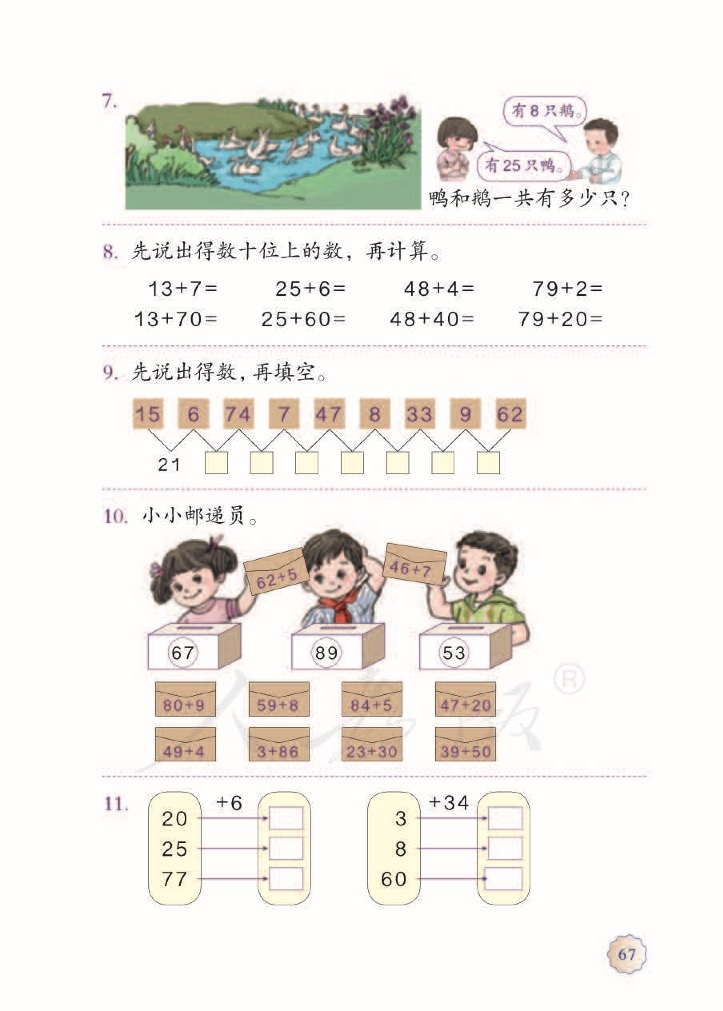 7.
有8只鹅。
有25只鸭。
鸭和鹅一共有多少只?
8. 先说出得数十位上的数，再计算。
13+7= 25+6= 48+4= 79+2=
13+70= 25+60= 48+40= 79+20=
9. 先说出得数,再填空。
15 6 74 7 47 8 33 9 62
21
10. 小小邮递员。
62+5 46+7
67 89 53
80+9 59+8 84+5 47+20
49+4 3+86 23+30 39+50
人教版®
11. +6 +34
20 3
25 8
77 60
67